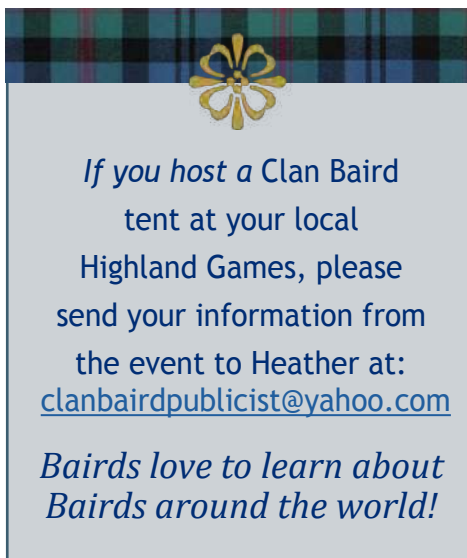 If you host a Clan Baird
tent at your local
Highland Games, please
send your information from
the event to Heather at:
clanbairdpublicist@yahoo.com
Bairds love to learn about
Bairds around the world!